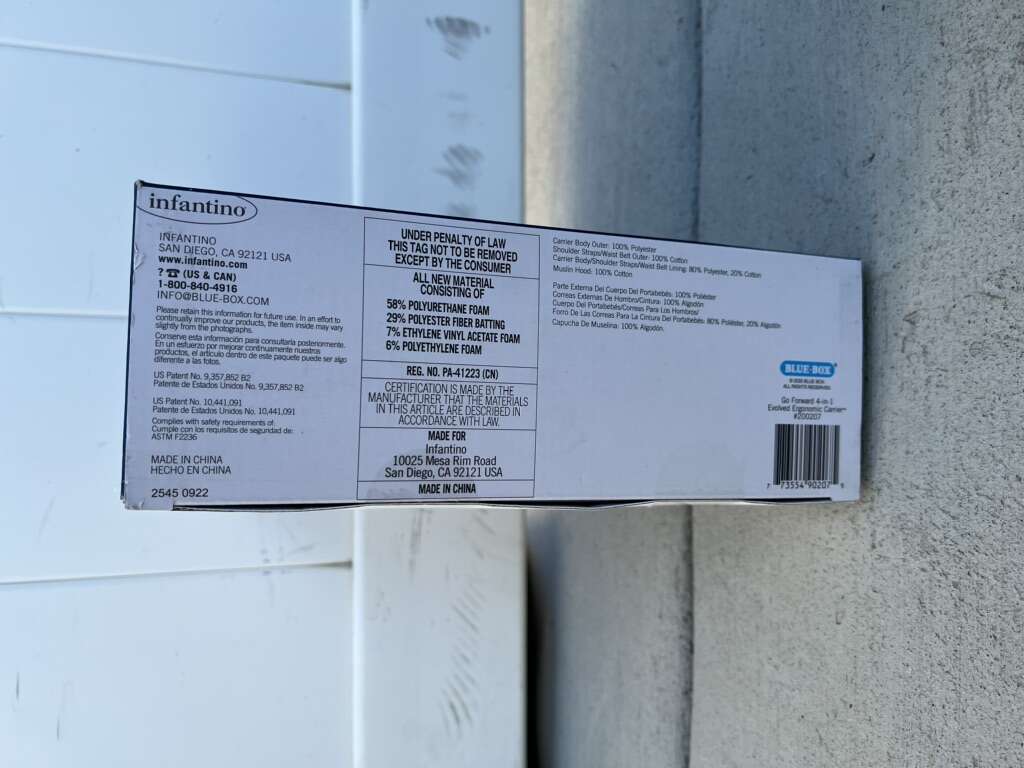 infantino
INFANTINO
SAN DIEGO, CA 92121 USA
www.infantino.com
? ☎ (US & CAN)
1-800-840-4916
INFO@BLUE-BOX.COM
Please retain this information for future use. In an effort to
continually improve our products, the item inside may vary
slightly from the photographs.
Conserve esta información para consultarla posteriormente.
En un esfuerzo por mejorar continuamente nuestros
productos, el artículo dentro de este paquete puede ser algo
diferente a las fotos.
US Patent No. 9,357,852 B2
Patente de Estados Unidos No. 9,357,852 B2
US Patent No. 10,441,091
Patente de Estados Unidos No. 10,441,091
Complies with safety requirements of:
Cumple con los requisitos de seguridad de:
ASTM F2236
MADE IN CHINA
HECHO EN CHINA
2545 0922
UNDER PENALTY OF LAW
THIS TAG NOT TO BE REMOVED
EXCEPT BY THE CONSUMER
ALL NEW MATERIAL
CONSISTING OF
58% POLYURETHANE FOAM
29% POLYESTER FIBER BATTING
7% ETHYLENE VINYL ACETATE FOAM
6% POLYETHYLENE FOAM
REG. NO. PA-41223 (CN)
CERTIFICATION IS MADE BY THE
MANUFACTURER THAT THE MATERIALS
IN THIS ARTICLE ARE DESCRIBED IN
ACCORDANCE WITH LAW.
MADE FOR
Infantino
10025 Mesa Rim Road
San Diego, CA 92121 USA
MADE IN CHINA
Carrier Body Outer: 100% Polyester
Shoulder Straps/Waist Belt Outer: 100% Cotton
Carrier Body/Shoulder Straps/Waist Belt Lining: 80% Polyester, 20% Cotton
Muslin Hood: 100% Cotton
Parte Externa Del Cuerpo Del Portabebés: 100% Poliéster
Correas Externas De Hombro/Cintura: 100% Algodón
Cuerpo Del Portabebés/Correas Para Los Hombros/
Forro De Las Correas Para La Cintura Del Portabebés: 80% Poliéster, 20% Algodón
Capucha De Muselina: 100% Algodón.
BLUE-BOX
BLUE BOX
ALL RIGHTS RESERVED
Go Forward 4-in-1
Evolved Ergonomic Carrier™
#200207
7 73554 90207 5